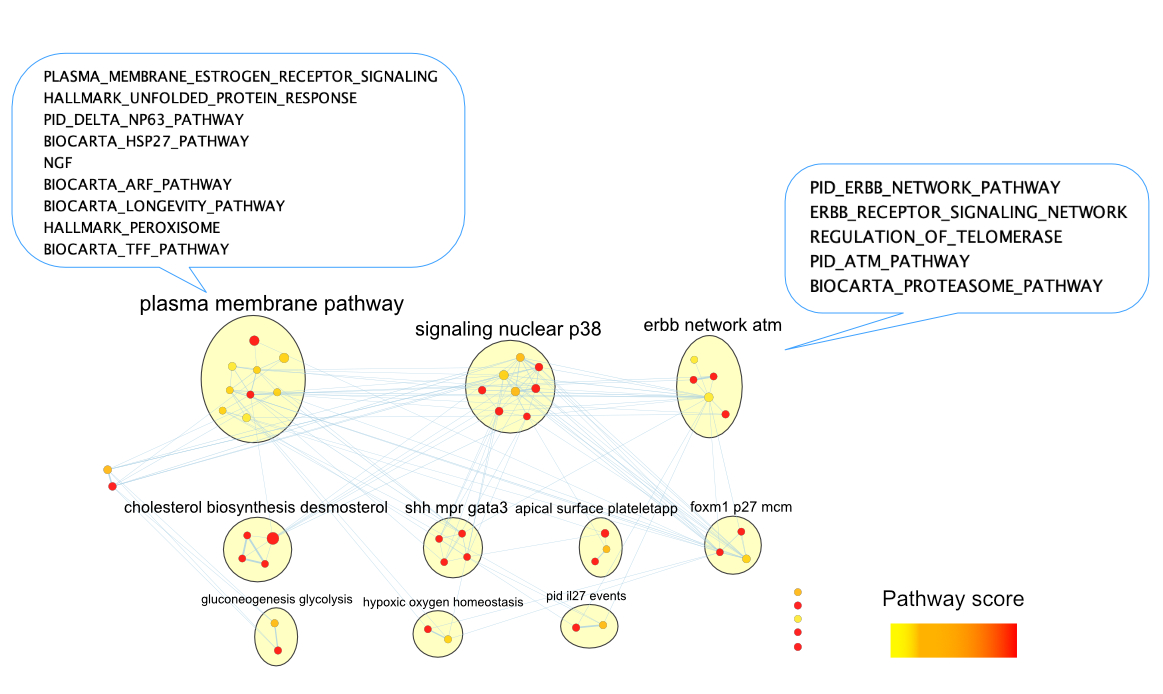 PLASMA_MEMBRANE_ESTROGEN_RECEPTOR_SIGNALING
HALLMARK_UNFOLDED_PROTEIN_RESPONSE
PID_DELTA_NP63_PATHWAY
BIOCARTA_HSP27_PATHWAY
NGF
BIOCARTA_ARF_PATHWAY
BIOCARTA_LONGEVITY_PATHWAY
HALLMARK_PEROXISOME
BIOCARTA_TFF_PATHWAY
PID_ERBB_NETWORK_PATHWAY
ERBB_RECEPTOR_SIGNALING_NETWORK
REGULATION_OF_TELOMERASE
PID_ATM_PATHWAY
BIOCARTA_PROTEASOME_PATHWAY
plasma membrane pathway
signaling nuclear p38
erbb network atm
cholesterol biosynthesis desmosterol
shh mpr gata3
apical surface plateletapp
foxm1 p27 mcm
gluconeogenesis glycolysis
hypoxic oxygen homeostasis
pid il27 events
Pathway score